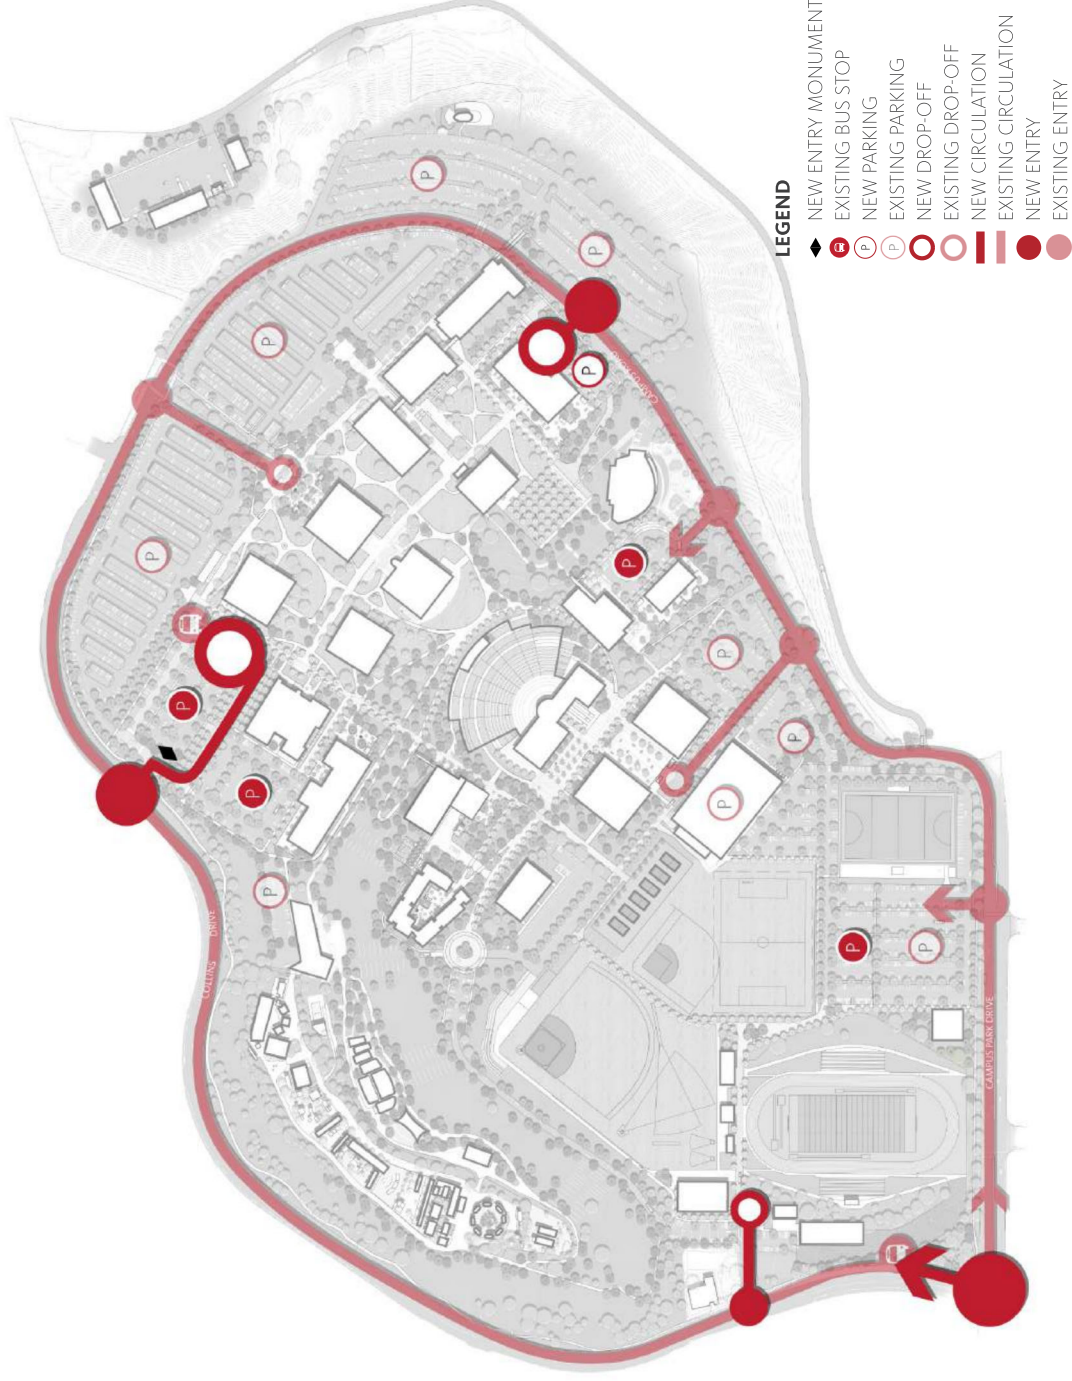 LEGEND
NEW ENTRY MONUMENT
EXISTING BUS STOP
NEW PARKING
P
EXISTING PARKING
P
NEW DROP-OFF
EXISTING DROP-OFF
NEW CIRCULATION
EXISTING CIRCULATION
NEW ENTRY
EXISTING ENTRY
COLLINS DRIVE
CAMPUS PARK DRIVE
P
P
P
P
P
P
P
P
P
P
P
P
P
P